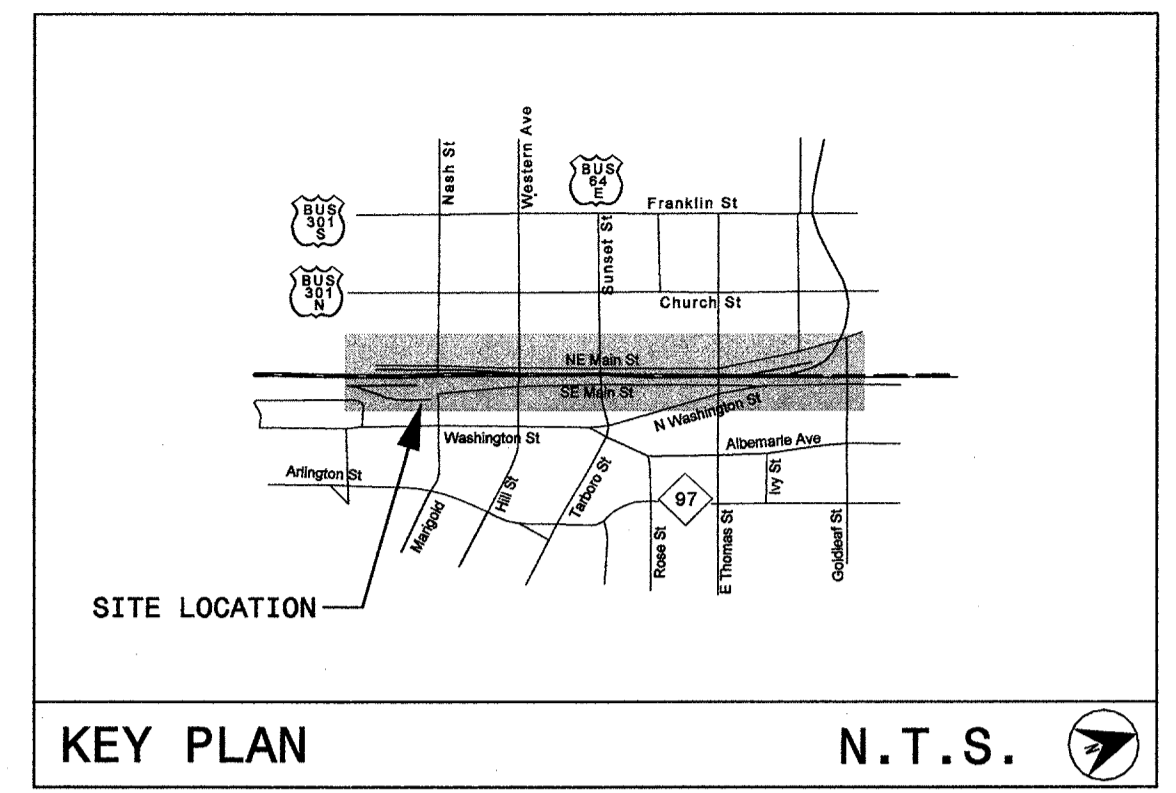 Nash St
Western Ave
BUS
64
E
Franklin St
BUS
301
S
Sunset St
BUS
301
N
Church St
NE Main St
SE Main St
N Washington St
Washington St
Albemarle Ave
Arlington St
Ivy St
Hill St
Tarboro St
97
Marigold
Rose St
E Thomas St
Goldleaf St
SITE LOCATION
KEY PLAN
N.T.S.
N